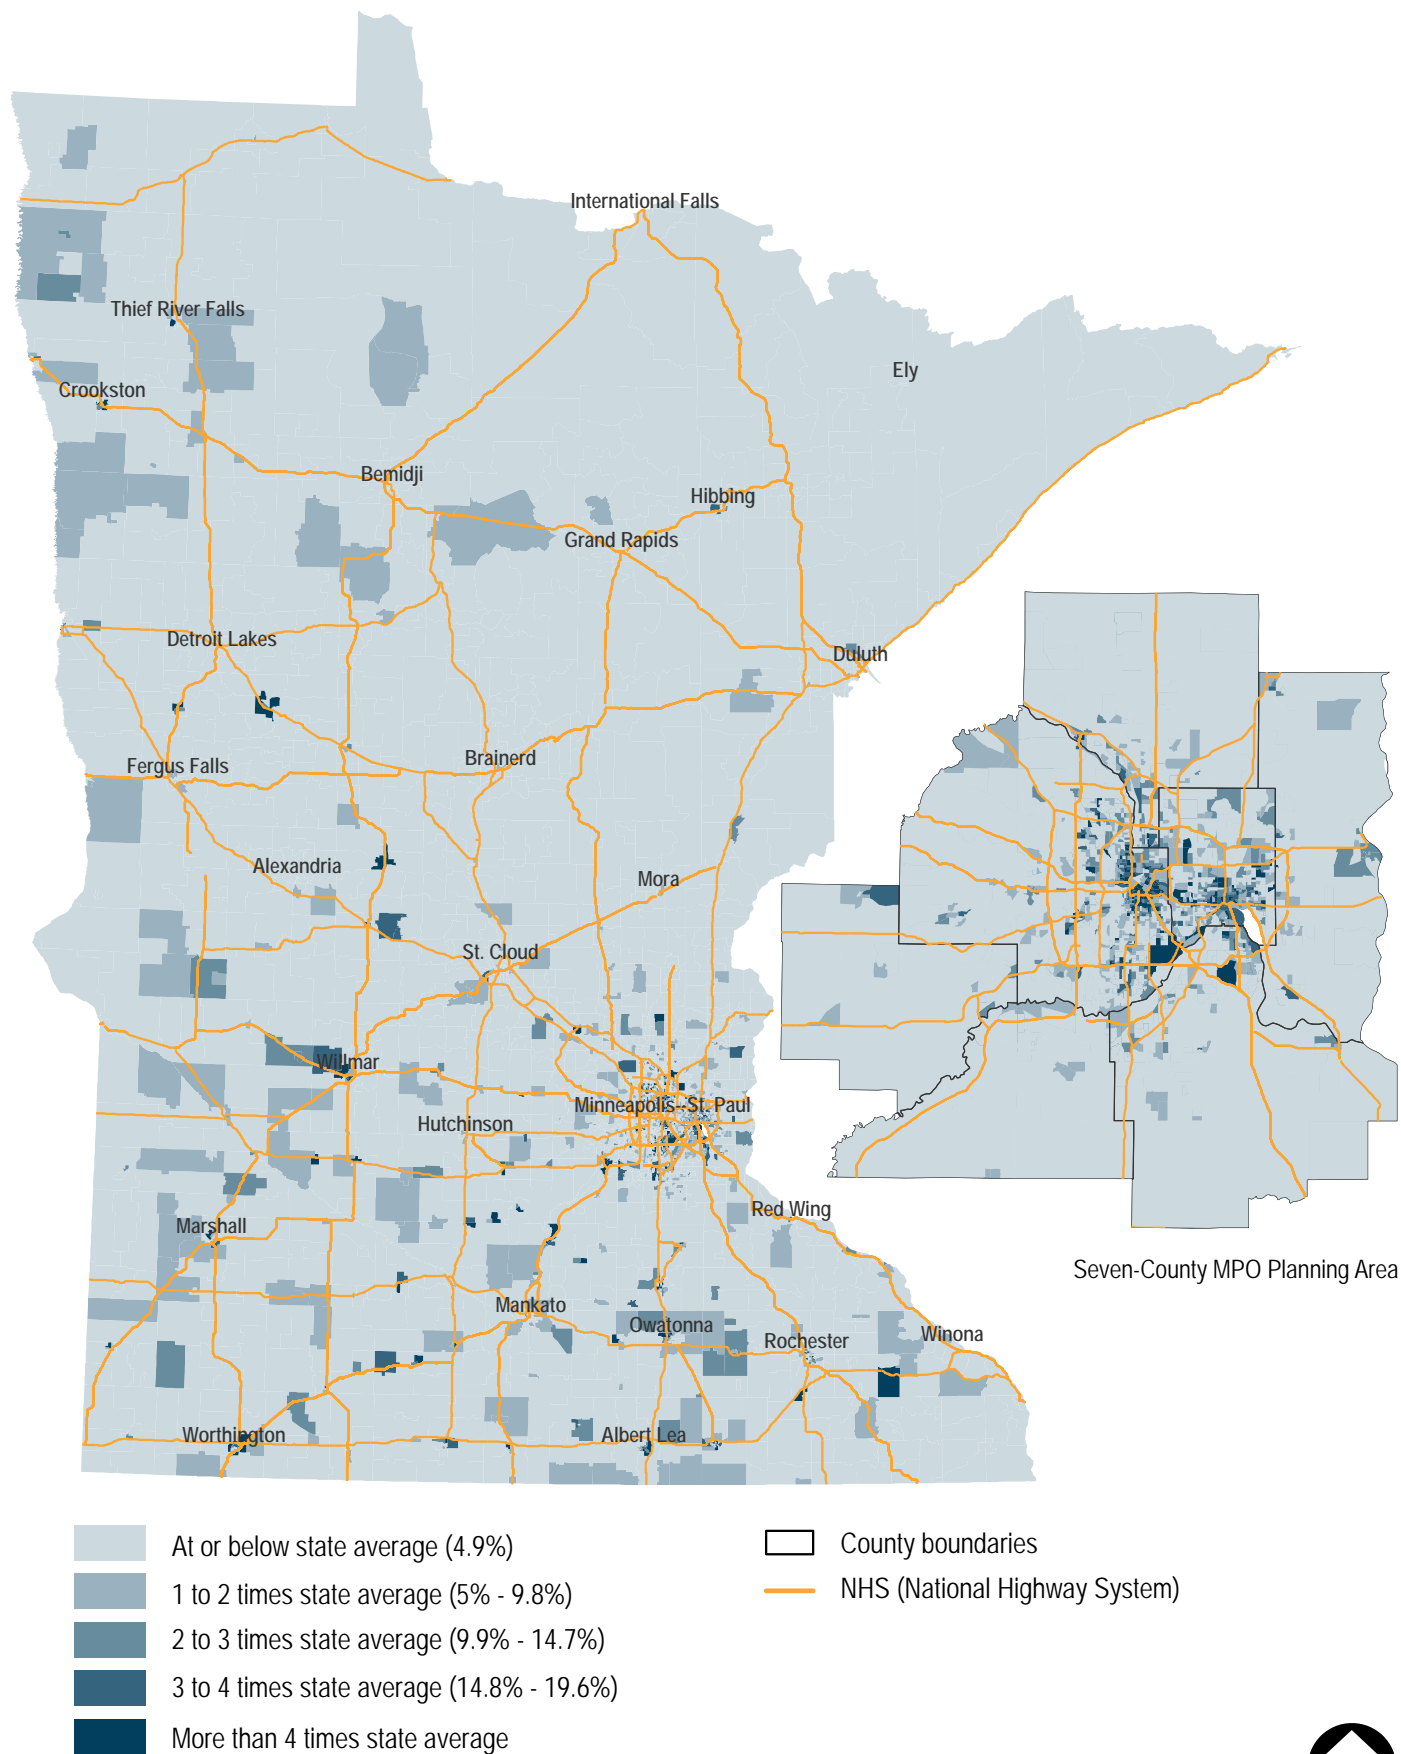 International Falls
Thief River Falls
Ely
Crookston
Bemidji
Hibbing
Grand Rapids
Detroit Lakes
Duluth
Fergus Falls
Brainerd
Alexandria
Mora
St. Cloud
Willmar
Minneapolis--St. Paul
Hutchinson
Red Wing
Marshall
Seven-County MPO Planning Area
Mankato
Owatonna
Rochester
Winona
Worthington
Albert Lea
At or below state average (4.9%)
1 to 2 times state average (5% - 9.8%)
2 to 3 times state average (9.9% - 14.7%)
3 to 4 times state average (14.8% - 19.6%)
More than 4 times state average
County boundaries
NHS (National Highway System)